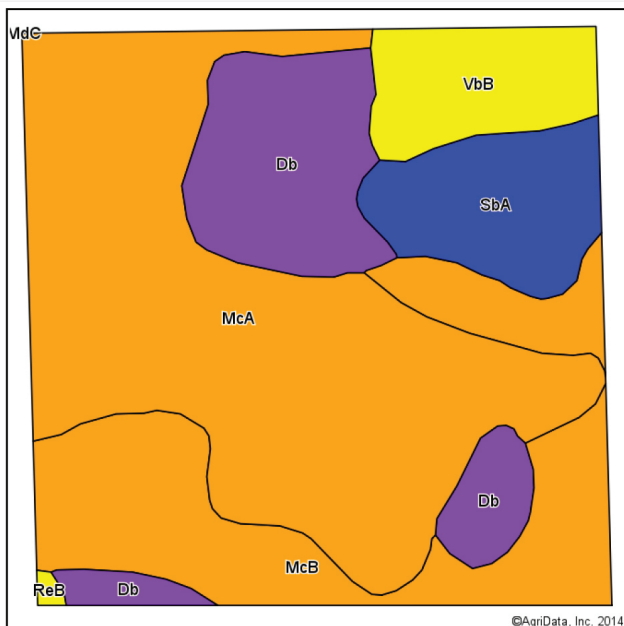 MdC
VbB
Db
SbA
McA
Db
McB
ReB
Db
©AgriData, Inc. 2014